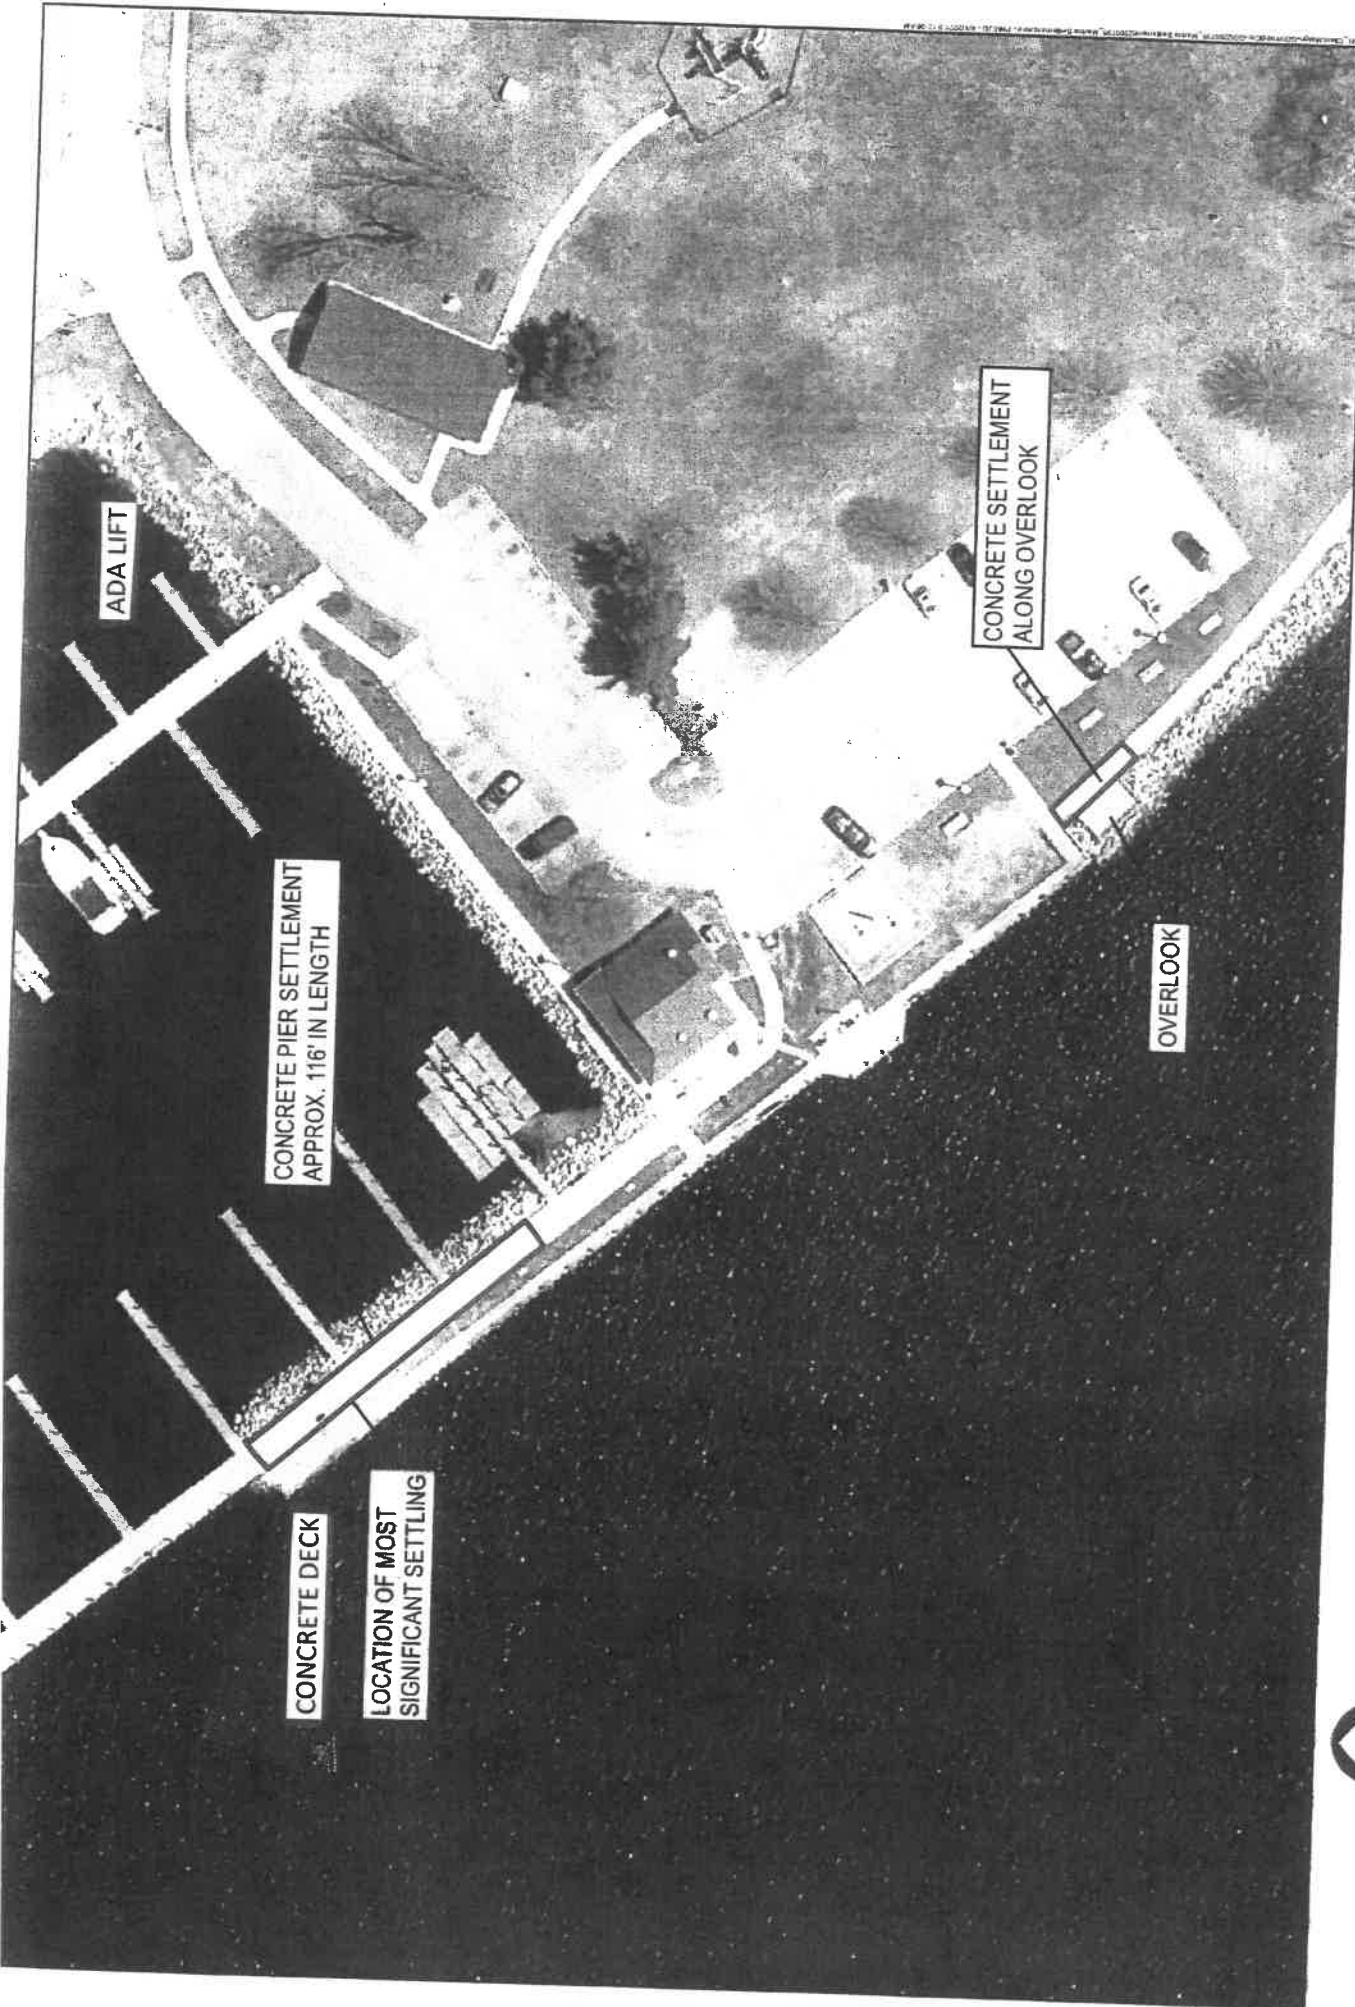 ADA LIFT
CONCRETE PIER SETTLEMENT
APPROX. 116' IN LENGTH
CONCRETE SETTLEMENT
ALONG OVERLOOK
CONCRETE DECK
LOCATION OF MOST
SIGNIFICANT SETTLING
OVERLOOK